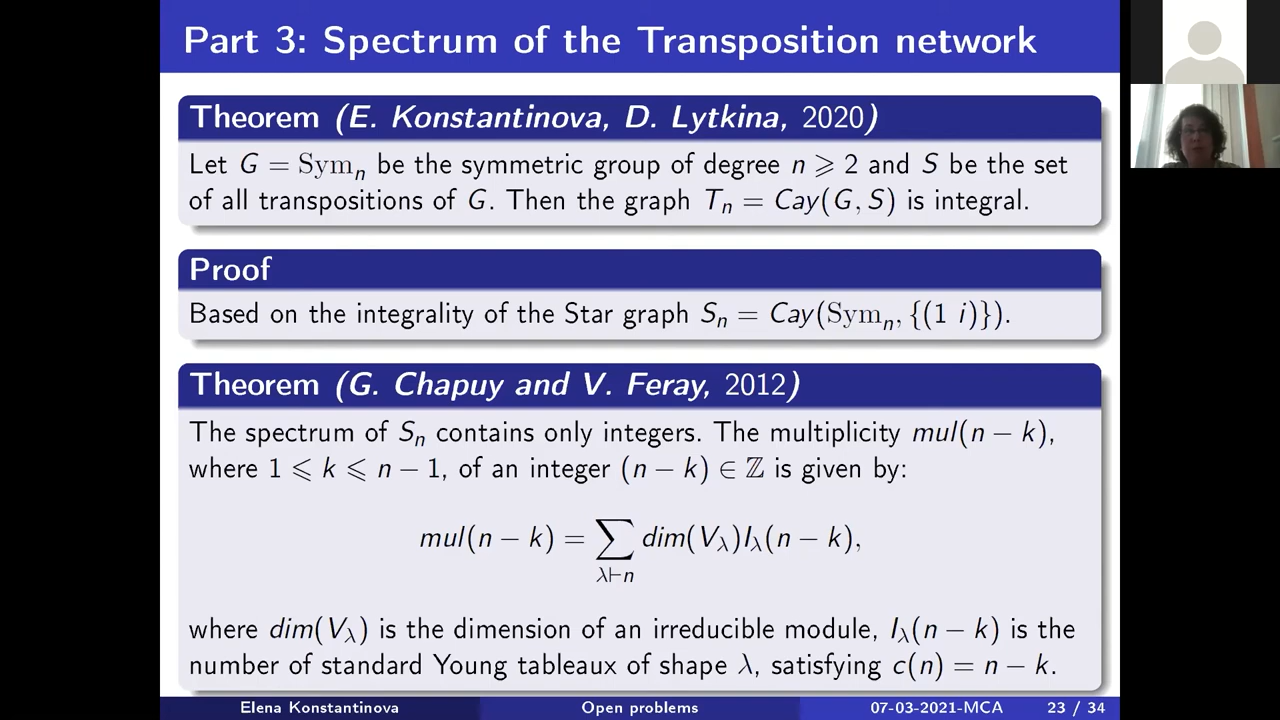 Part 3: Spectrum of the Transposition network
Theorem (E. Konstantinova, D. Lytkina, 2020)
Let G = Symₙ be the symmetric group of degree n ⩾ 2 and S be the set
of all transpositions of G. Then the graph Tₙ = Cay(G, S) is integral.
Proof
Based on the integrality of the Star graph Sₙ = Cay(Symₙ, {(1 i)}).
Theorem (G. Chapuy and V. Feray, 2012)
The spectrum of Sₙ contains only integers. The multiplicity mul(n − k),
where 1 ⩽ k ⩽ n − 1, of an integer (n − k) ∈ ℤ is given by:
mul(n − k) = ∑ dim(V_λ)I_λ(n − k),
λ⊢n
where dim(V_λ) is the dimension of an irreducible module, I_λ(n − k) is the
number of standard Young tableaux of shape λ, satisfying c(n) = n − k.
Elena Konstantinova Open problems 07-03-2021-MCA 23 / 34